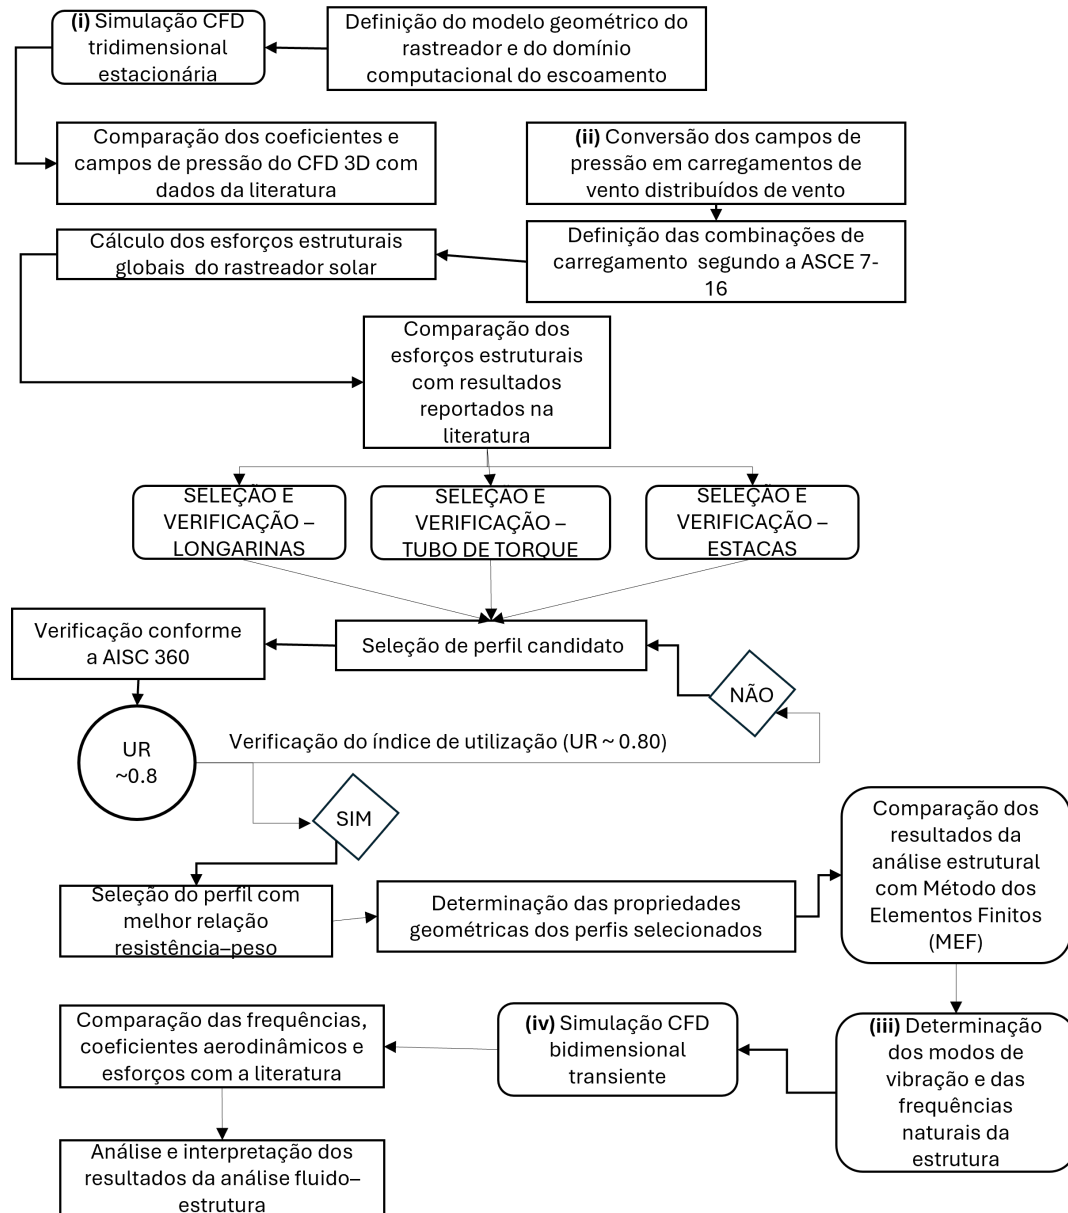 (i) Simulação CFD
tridimensional
estacionária
Definição do modelo geométrico do
rastreador e do domínio
computacional do escoamento
Comparação dos coeficientes e
campos de pressão do CFD 3D com
dados da literatura
(ii) Conversão dos campos de
pressão em carregamentos de
vento distribuídos de vento
Cálculo dos esforços estruturais
globais do rastreador solar
Definição das combinações de
carregamento segundo a ASCE 7-
16
Comparação dos
esforços estruturais
com resultados
reportados na
literatura
SELEÇÃO E
VERIFICAÇÃO –
LONGARINAS
SELEÇÃO E
VERIFICAÇÃO –
TUBO DE TORQUE
SELEÇÃO E
VERIFICAÇÃO –
ESTACAS
Verificação conforme
a AISC 360
Seleção de perfil candidato
NÃO
UR
~0.8
Verificação do índice de utilização (UR ~ 0.80)
SIM
Seleção do perfil com
melhor relação
resistência–peso
Determinação das propriedades
geométricas dos perfis selecionados
Comparação dos
resultados da
análise estrutural
com Método dos
Elementos Finitos
(MEF)
(iii) Determinação
dos modos de
vibração e das
frequências
naturais da
estrutura
(iv) Simulação CFD
bidimensional
transiente
Comparação das frequências,
coeficientes aerodinâmicos e
esforços com a literatura
Análise e interpretação dos
resultados da análise fluido–
estrutura